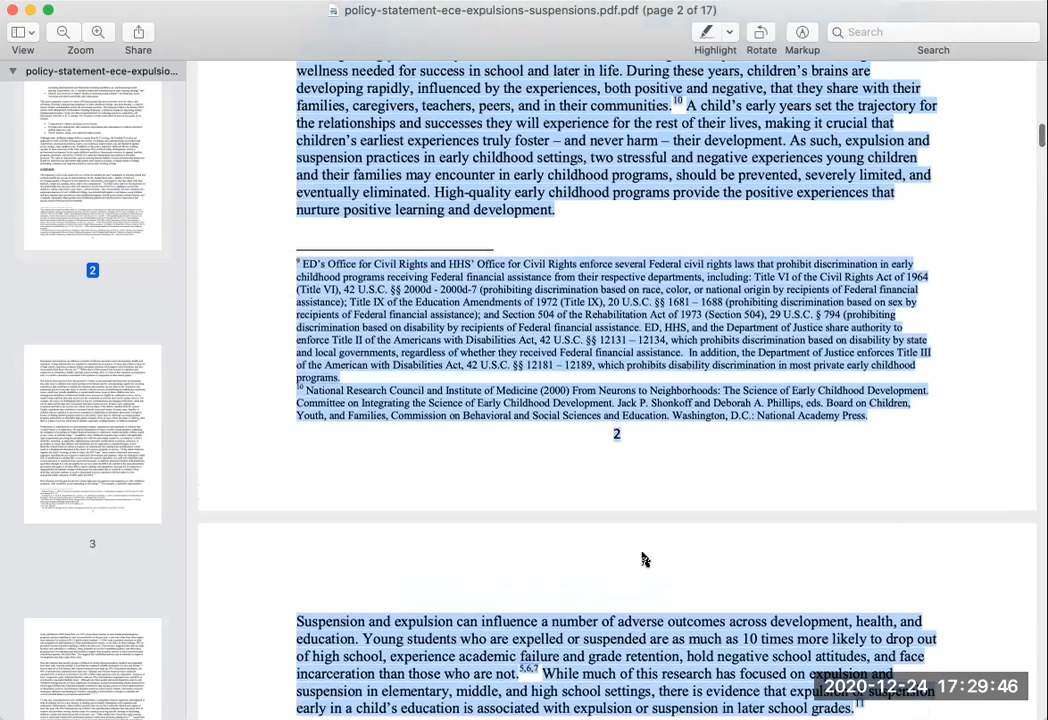 policy-statement-ece-expulsions-suspensions.pdf.pdf (page 2 of 17)
View
Zoom
Share
Highlight
Rotate
Markup
Search
Search
policy-statement-ece-expulsio...
2
3
wellness needed for success in school and later in life. During these years, children's brains are
developing rapidly, influenced by the experiences, both positive and negative, that they share with their
families, caregivers, teachers, peers, and in their communities.10 A child's early years set the trajectory for
the relationships and successes they will experience for the rest of their lives, making it crucial that
children's earliest experiences truly foster – and never harm – their development. As such, expulsion and
suspension practices in early childhood settings, two stressful and negative experiences young children
and their families may encounter in early childhood programs, should be prevented, severely limited, and
eventually eliminated. High-quality early childhood programs provide the positive experiences that
nurture positive learning and development.
9 ED's Office for Civil Rights and HHS' Office for Civil Rights enforce several Federal civil rights laws that prohibit discrimination in early
childhood programs receiving Federal financial assistance from their respective departments, including: Title VI of the Civil Rights Act of 1964
(Title VI), 42 U.S.C. §§ 2000d - 2000d-7 (prohibiting discrimination based on race, color, or national origin by recipients of Federal financial
assistance); Title IX of the Education Amendments of 1972 (Title IX), 20 U.S.C. §§ 1681 – 1688 (prohibiting discrimination based on sex by
recipients of Federal financial assistance); and Section 504 of the Rehabilitation Act of 1973 (Section 504), 29 U.S.C. § 794 (prohibiting
discrimination based on disability by recipients of Federal financial assistance. ED, HHS, and the Department of Justice share authority to
enforce Title II of the Americans with Disabilities Act, 42 U.S.C. §§ 12131 – 12134, which prohibits discrimination based on disability by state
and local governments, regardless of whether they received Federal financial assistance. In addition, the Department of Justice enforces Title III
of the American with Disabilities Act, 42 U.S.C. §§ 12181 – 12189, which prohibits disability discrimination in most private early childhood
programs.
10 National Research Council and Institute of Medicine (2000) From Neurons to Neighborhoods: The Science of Early Childhood Development.
Committee on Integrating the Science of Early Childhood Development. Jack P. Shonkoff and Deborah A. Phillips, eds. Board on Children,
Youth, and Families, Commission on Behavioral and Social Sciences and Education. Washington, D.C.: National Academy Press.
2
Suspension and expulsion can influence a number of adverse outcomes across development, health, and
education. Young students who are expelled or suspended are as much as 10 times more likely to drop out
of high school, experience academic failure and grade retention, hold negative school attitudes, and face
incarceration than those who are not. 5,6,7 While much of this research has focused on expulsion and
suspension in elementary, middle, and high school settings, there is evidence that expulsion or suspension
early in a child's education is associated with expulsion or suspension in later school grades.11
2020-12-24 17:29:46